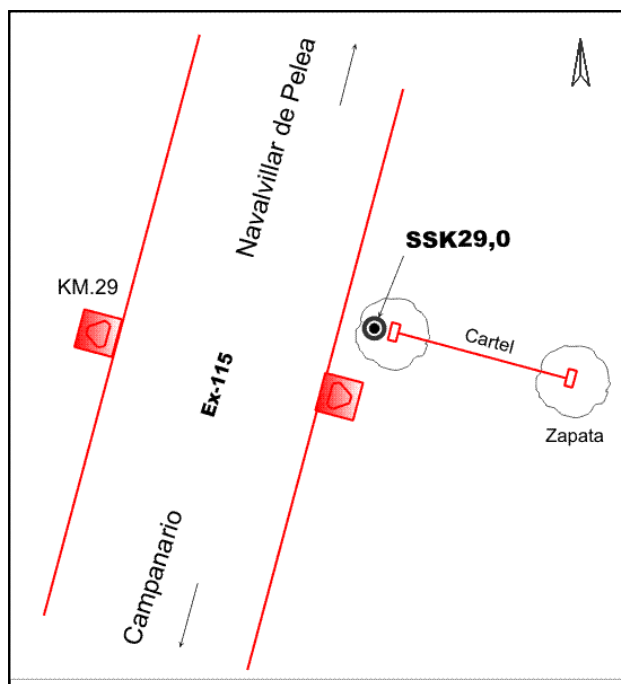 Navalvillar de Pelea
SSK29,0
KM.29
Cartel
Ex-115
Zapata
Campanario